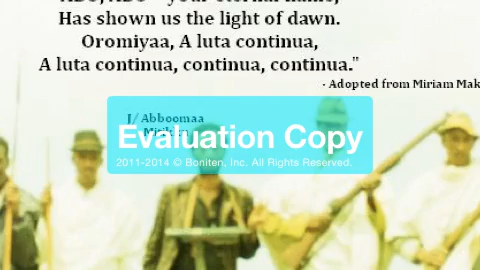 Has shown us the light of dawn.
Oromiyaa, A luta continua,
A luta continua, continua, continua."
- Adopted from Miriam Mak
J/ Abboomaa
Evaluation Copy
2011-2014 © Boniten, Inc. All Rights Reserved.